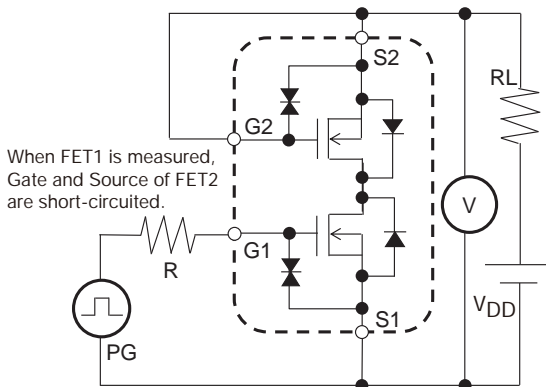 S2
RL
G2
When FET1 is measured,
Gate and Source of FET2
are short-circuited.
V
G1
R
VDD
S1
PG